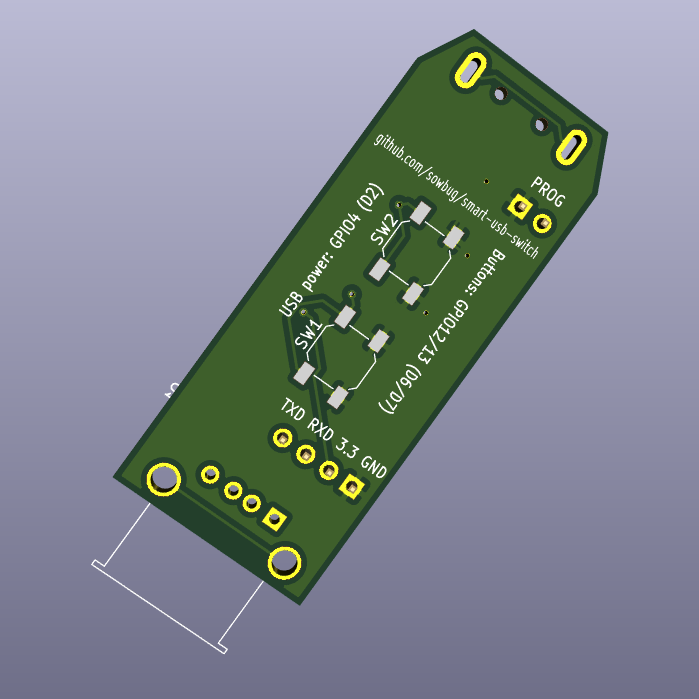 PROG
github.com/sowbug/smart-usb-switch
USB power: GPIO4 (D2)
SW2
Buttons: GPIO12/13 (D6/D7)
SW1
TXD RXD 3.3 GND